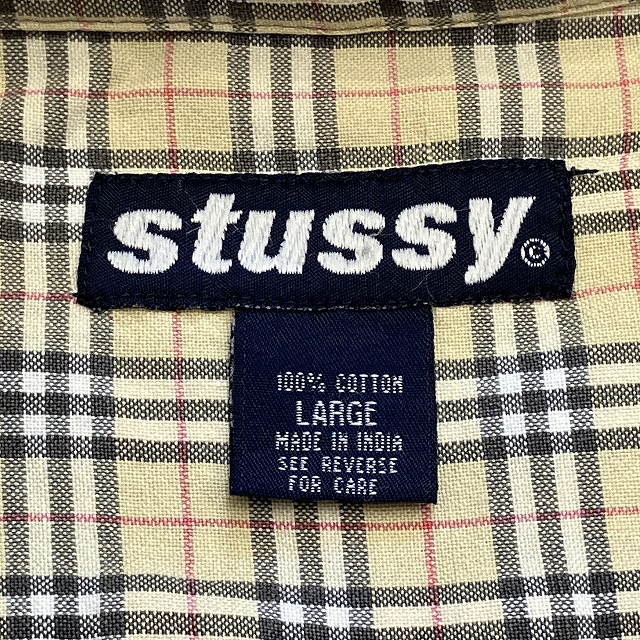 stussy©
100% COTTON
LARGE
MADE IN INDIA
SEE REVERSE
FOR CARE